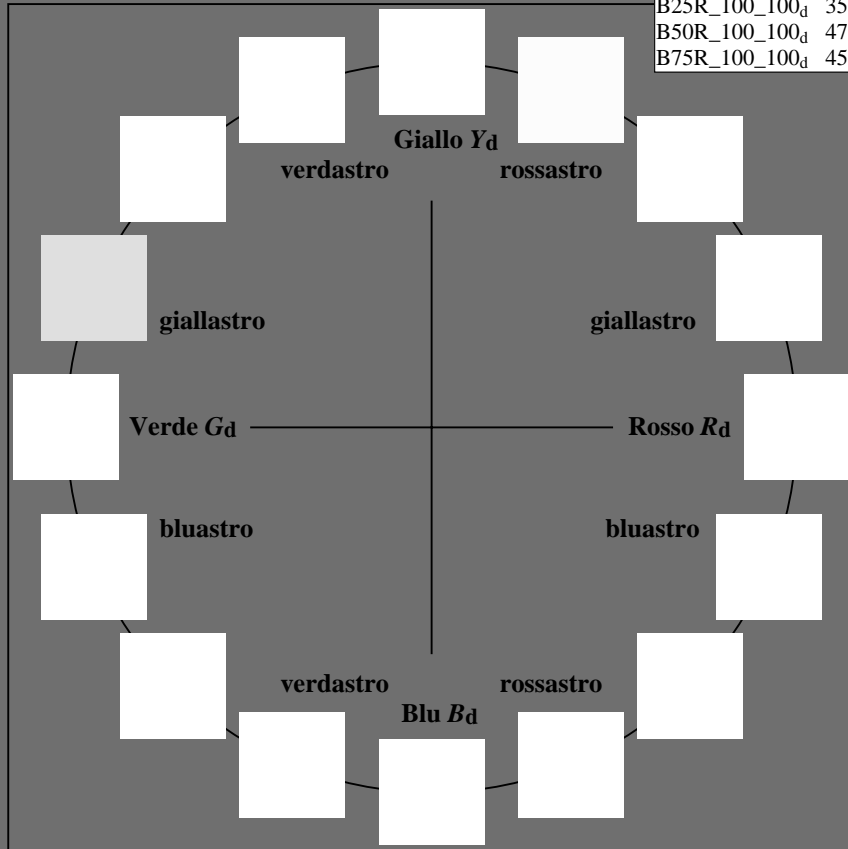 B25R_100_100d 35
B50R_100_100d 47
B75R_100_100d 45
Giallo Yd
verdastro rossastro
giallastro giallastro
Verde Gd Rosso Rd
bluastro bluastro
verdastro rossastro
Blu Bd